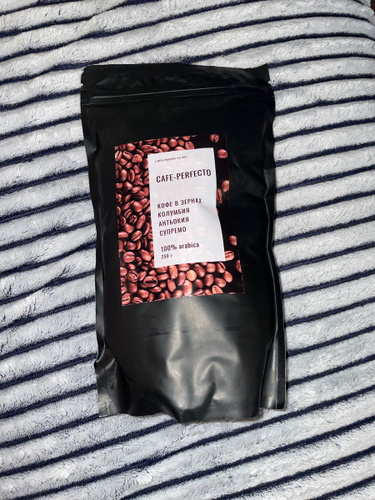 CAFE-PERFECTO
КОФЕ В ЗЕРНАХ
КОЛУМБИЯ
АНТЬОКИЯ
СУПРЕМО
100% arabica
250 г